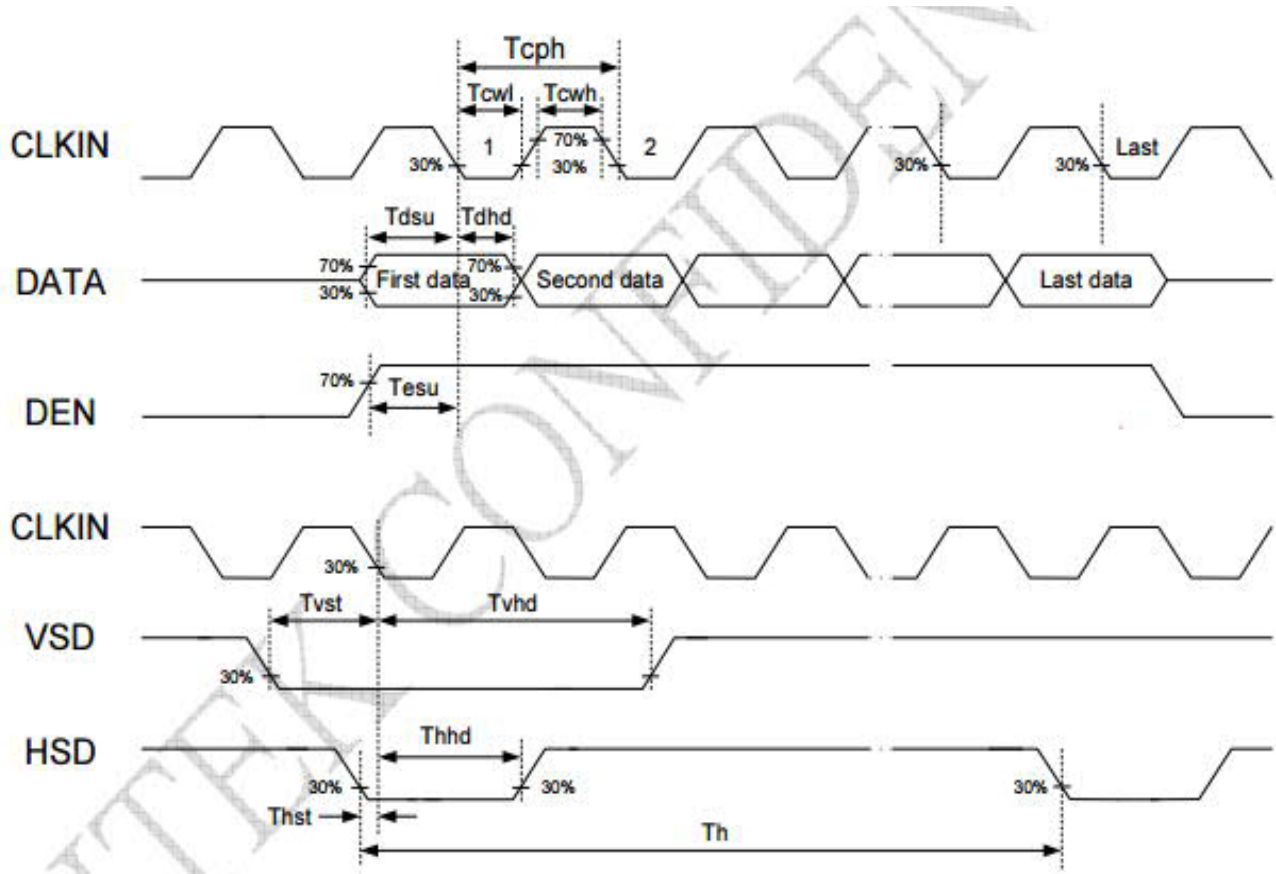 Tcph
Tcwl Tcwh
CLKIN 30% 1 70% 30% 2 30% 30% Last
Tdsu Tdhd
DATA 70% 30% First data 70% 30% Second data Last data
DEN 70% Tesu
CLKIN 30%
Tvst Tvhd
VSD 30%
HSD Thhd
30% 30% 30%
Thst
Th
NTEK CONFIDEN